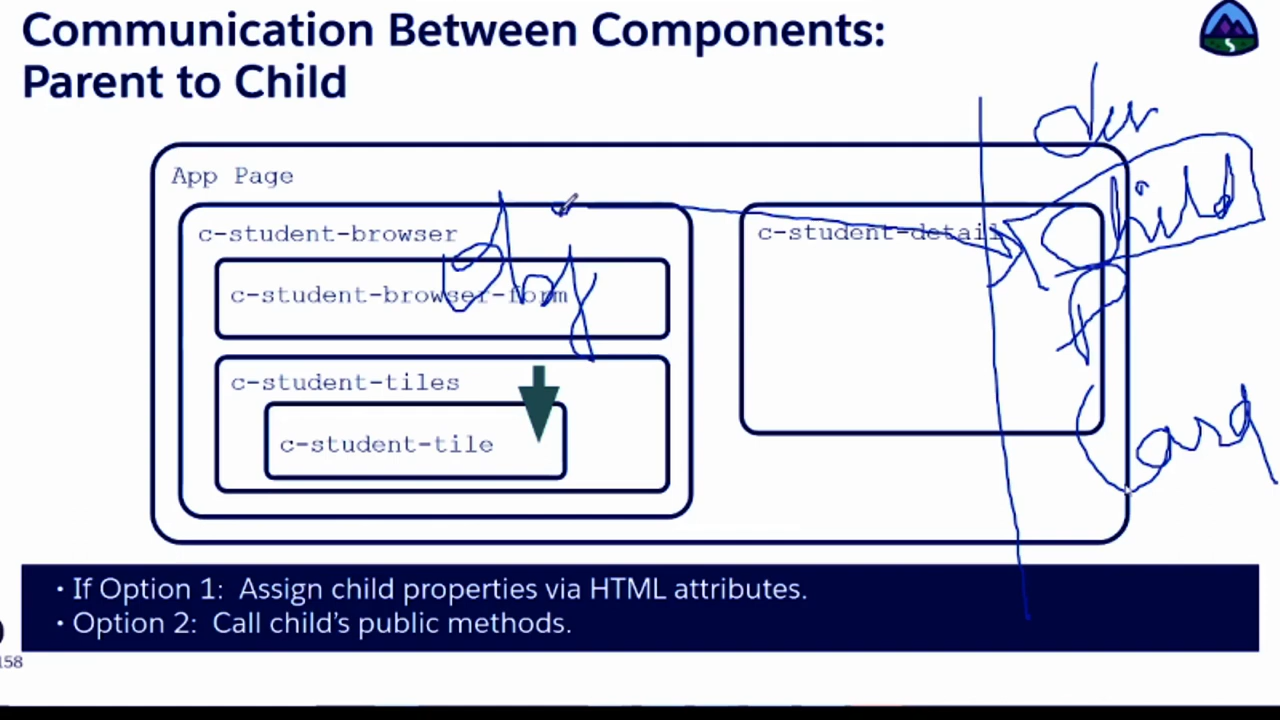 Communication Between Components:
Parent to Child
App Page
c-student-browser
c-student-browser-form
c-student-tiles
c-student-tile
c-student-detail
Child
• If Option 1: Assign child properties via HTML attributes.
• Option 2: Call child's public methods.
158